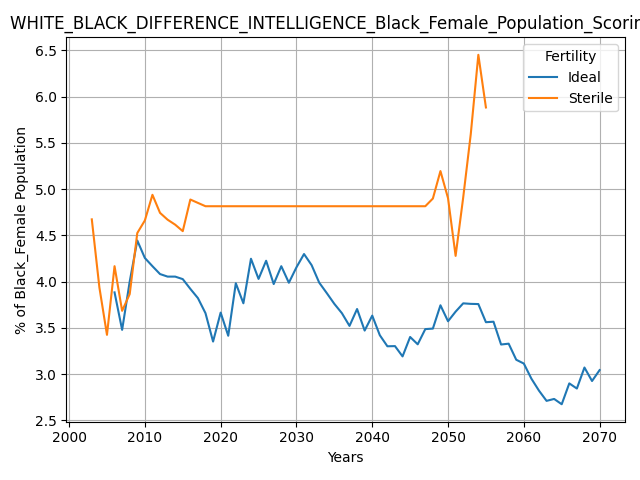 WHITE_BLACK_DIFFERENCE_INTELLIGENCE_Black_Female_Population_Scorin
Fertility
Ideal
Sterile
6.5
6.0
5.5
5.0
4.5
4.0
3.5
3.0
2.5
% of Black_Female Population
2000 2010 2020 2030 2040 2050 2060 2070
Years